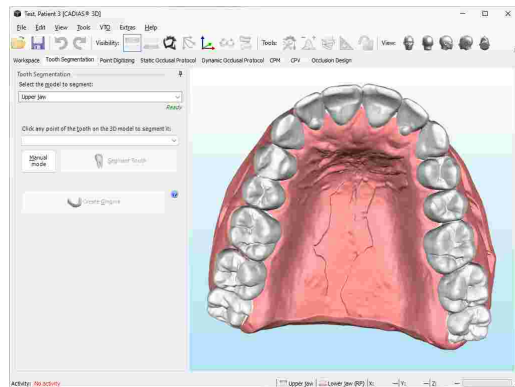 Test, Patient 3 [CADIAS® 3D]
File Edit View Tools VTO Extras Help
Visibility: Tools: View:
Workspace Tooth Segmentation Point Digitizing Static Occlusal Protocol Dynamic Occlusal Protocol CPM CPV Occlusion Design
Tooth Segmentation
Select the model to segment:
Upper jaw
Ready
Click any point of the tooth on the 3D model to segment it:
Manual mode
Segment Tooth
Create Gingiva
Activity: No activity Upper jaw Lower jaw (RP) X: — Y: — Z: —